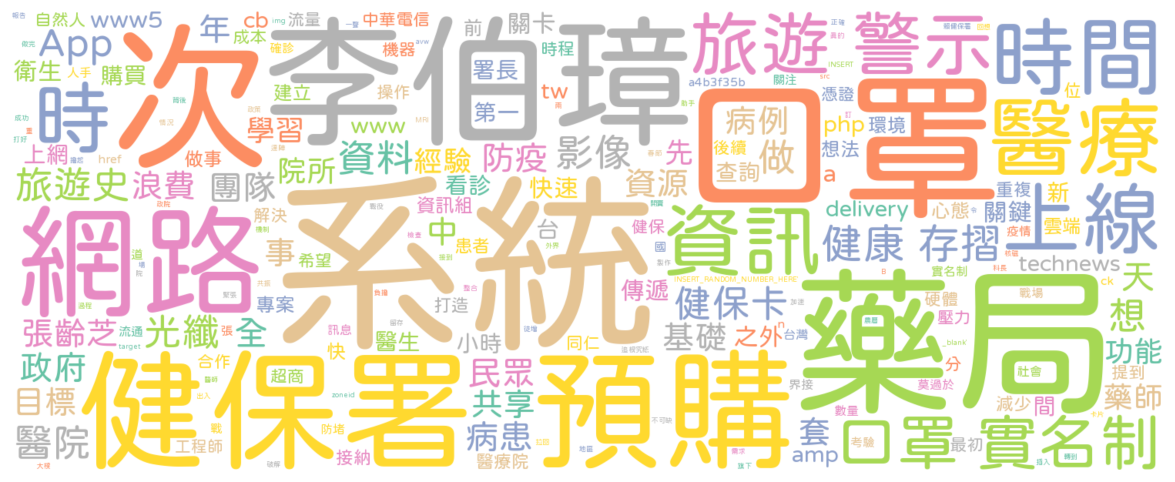 自然人 www5 年 cb 流量 中華電信 前 關卡
App 次 李伯璋 成本 確診 機器 時程 旅遊 警示 時間
衛生 購買 署長 第一 a4b3f35b 關注 憑證 位
時 建立 操作 tw 口罩 病例 做 php 環境 醫療
學習 www 影像 先 後續 查詢 想法
上網 href 做事 院所 資料 經驗 防疫 a
旅遊史 浪費 團隊 看診 快速 資源 重複 新
網路 系統 資訊組 中 台 健保 資訊 delivery 心態 關鍵 雲端 上線
解決 事 希望 患者 國 健康 存摺 疫情 technews
INSERT_RANDOM_NUMBER_HERE 實名制
專案 打造 傳遞 健保卡 藥局 硬體 戰場 ck 天
張齡芝 流通 光纖 張 全 訊息 醫生 小時 同仁 基礎 之外 n 台灣 壓力 想
target 快 _blank
政府 合作 超商 民眾 界接 分 社會 功能
目標 健保署 zoneid 共享 預購 藥過於 減少 間 提到 藥師
醫院 工程師 防堵 病患 數量 套 口罩 實名制
接納 醫療院 amp 考驗 最初